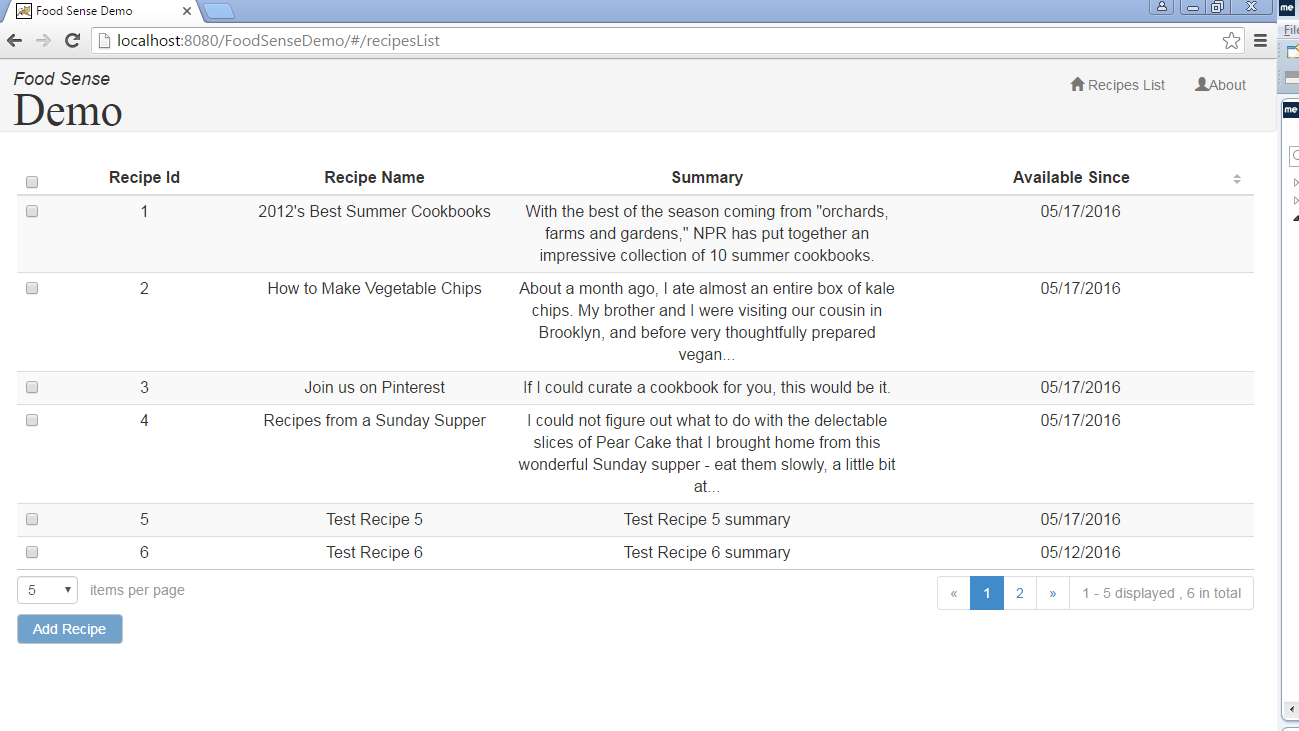 Food Sense Demo
localhost:8080/FoodSenseDemo/#/recipesList
me
File
Food Sense
Demo
Recipes List
About
me
Recipe Id Recipe Name Summary Available Since
1 2012's Best Summer Cookbooks With the best of the season coming from "orchards, 05/17/2016
farms and gardens," NPR has put together an
impressive collection of 10 summer cookbooks.
2 How to Make Vegetable Chips About a month ago, I ate almost an entire box of kale 05/17/2016
chips. My brother and I were visiting our cousin in
Brooklyn, and before very thoughtfully prepared
vegan...
3 Join us on Pinterest If I could curate a cookbook for you, this would be it. 05/17/2016
4 Recipes from a Sunday Supper I could not figure out what to do with the delectable 05/17/2016
slices of Pear Cake that I brought home from this
wonderful Sunday supper - eat them slowly, a little bit
at...
5 Test Recipe 5 Test Recipe 5 summary 05/17/2016
6 Test Recipe 6 Test Recipe 6 summary 05/12/2016
5 items per page « 1 2 » 1 - 5 displayed , 6 in total
Add Recipe